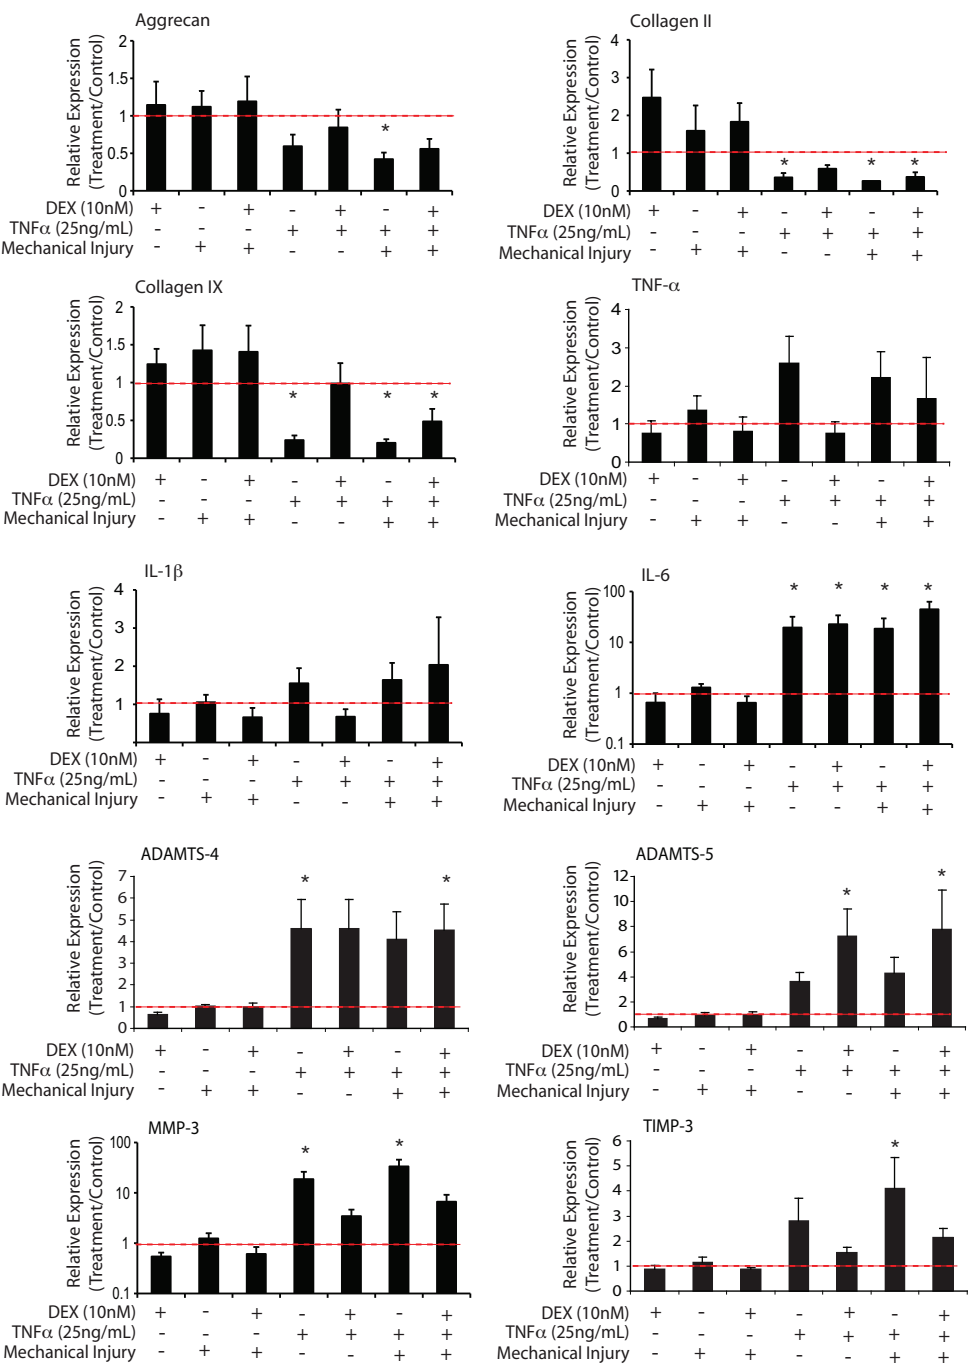 Aggrecan
Relative Expression
(Treatment/Control)
2
1.5
1
0.5
0
*
DEX (10nM) + - + - + - +
TNFα (25ng/mL) - - - + + + +
Mechanical Injury - + + - - + +
Collagen II
Relative Expression
(Treatment/Control)
4
3
2
1
0
* * *
DEX (10nM) + - + - + - +
TNFα (25ng/mL) - - - + + + +
Mechanical Injury - + + - - + +
Collagen IX
Relative Expression
(Treatment/Control)
2
1.5
1
0.5
0
* * *
DEX (10nM) + - + - + - +
TNFα (25ng/mL) - - - + + + +
Mechanical Injury - + + - - + +
TNF-α
Relative Expression
(Treatment/Control)
4
3
2
1
0
DEX (10nM) + - + - + - +
TNFα (25ng/mL) - - - + + + +
Mechanical Injury - + + - - + +
IL-1β
Relative Expression
(Treatment/Control)
4
3
2
1
DEX (10nM) + - + - + - +
TNFα (25ng/mL) - - - + + + +
Mechanical Injury - + + - - + +
IL-6
Relative Expression
(Treatment/Control)
100
10
1
0.1
* * * *
DEX (10nM) + - + - + - +
TNFα (25ng/mL) - - - + + + +
Mechanical Injury - + + - - + +
ADAMTS-4
Relative Expression
(Treatment/Control)
7
6
5
4
3
2
1
0
* *
DEX (10nM) + - + - + - +
TNFα (25ng/mL) - - - + + + +
Mechanical Injury - + + - - + +
ADAMTS-5
Relative Expression
(Treatment/Control)
12
10
8
6
4
2
0
* *
DEX (10nM) + - + - + - +
TNFα (25ng/mL) - - - + + + +
Mechanical Injury - + + - - + +
MMP-3
Relative Expression
(Treatment/Control)
100
10
1
0.1
* *
DEX (10nM) + - + - + - +
TNFα (25ng/mL) - - - + + + +
Mechanical Injury - + + - - + +
TIMP-3
Relative Expression
(Treatment/Control)
6
5
4
3
2
1
0
*
DEX (10nM) + - + - + - +
TNFα (25ng/mL) - - - + + + +
Mechanical Injury - + + - - + +